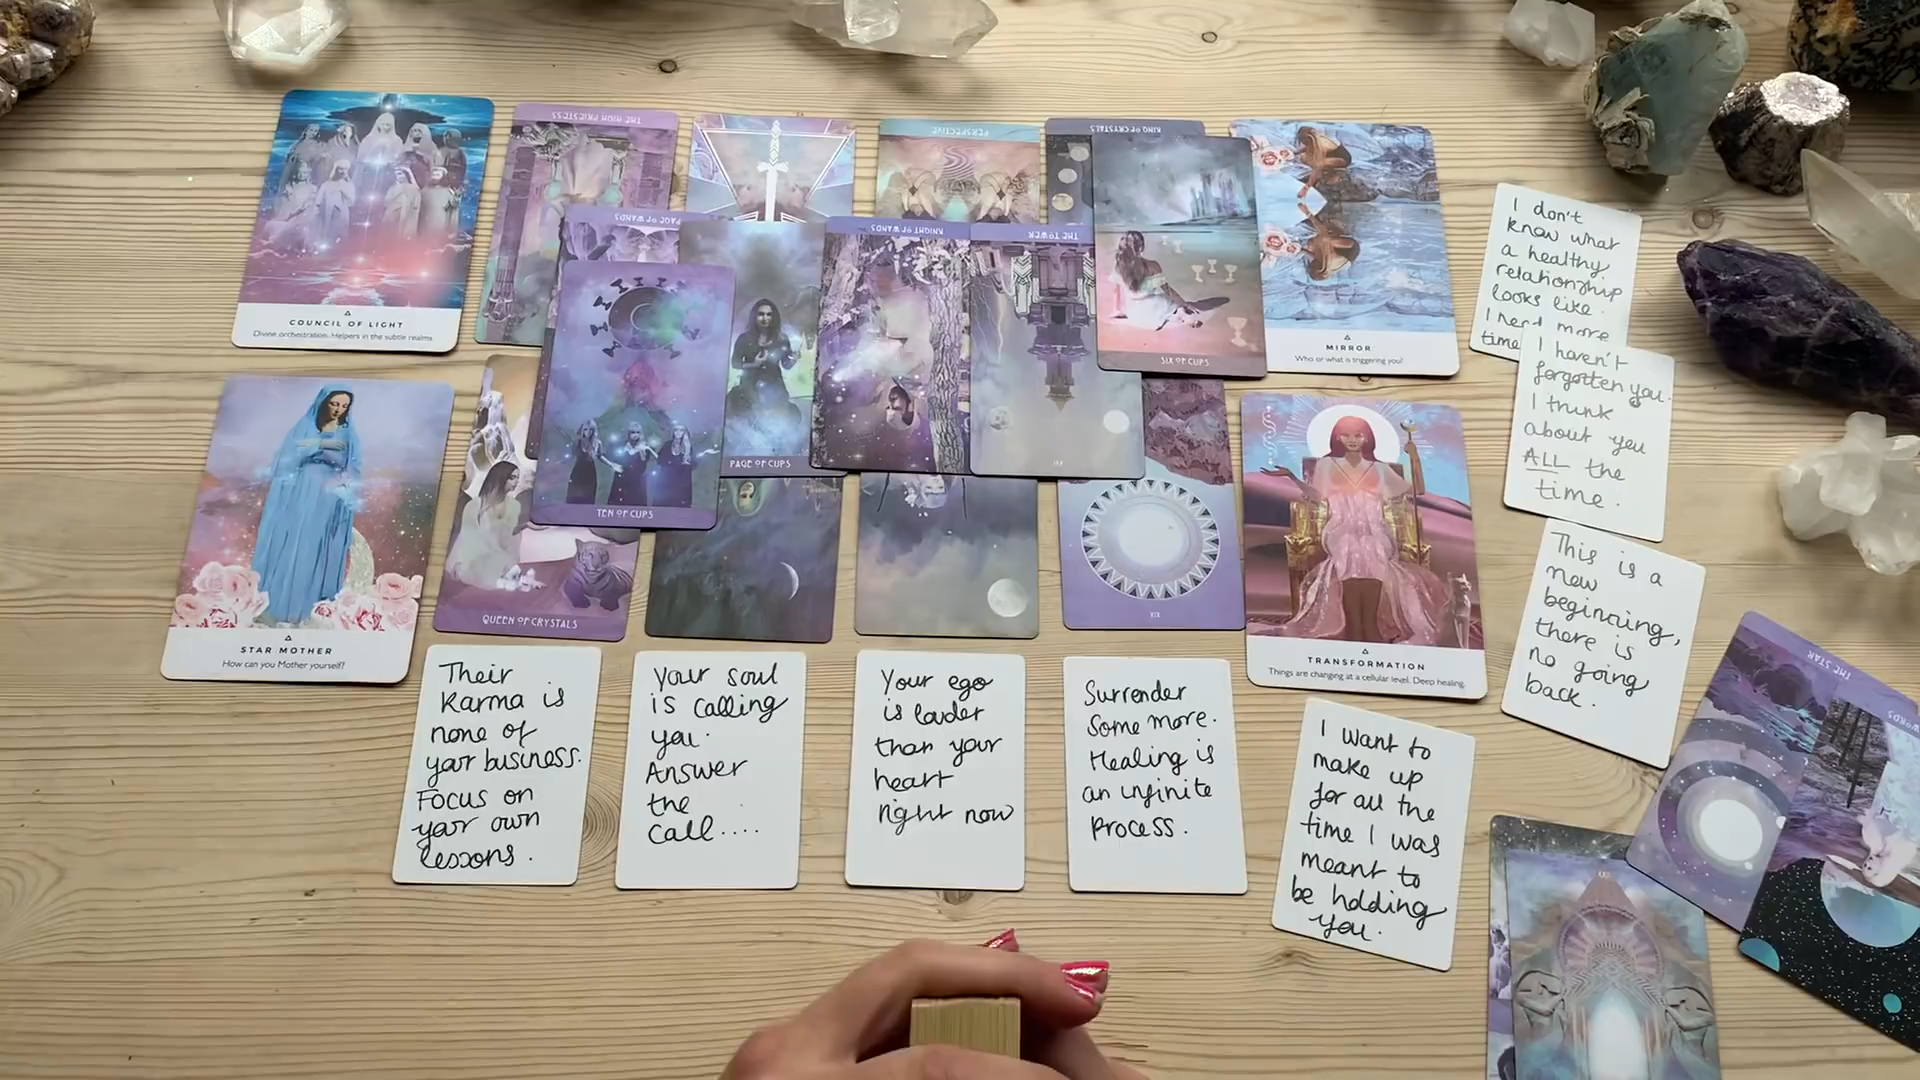 COUNCIL OF LIGHT
Divine orchestration. Helpers in the subtle realms
THE HIGH PRIESTESS
PERSPECTIVE
KING OF CRYSTALS
PAGE OF WANDS
KNIGHT OF WANDS
THE TOWER
XVI
SIX OF CUPS
MIRROR
Who or what is triggering you?
PAGE OF CUPS
TEN OF CUPS
STAR MOTHER
How can you Mother yourself?
QUEEN OF CRYSTALS
XIX
TRANSFORMATION
Things are changing at a cellular level. Deep healing.
I don't
know what
a healthy
relationship
looks like.
I need more
time
I haven't
forgotten you.
I think
about you
ALL the
time.
This is a
new
beginning,
there is
no going
back.
THE STAR
Their
Karma is
none of
your business.
Focus on
your own
lessons.
Your soul
is calling
you.
Answer
the
call....
Your ego
is louder
than your
heart
right now
Surrender
some more.
Healing is
an infinite
process.
I want to
make up
for all the
time I was
meant to
be holding
you.